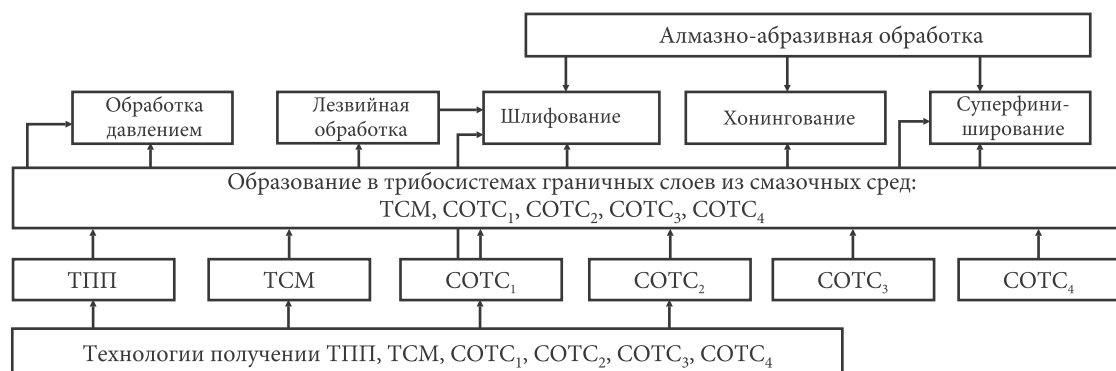 Алмазно-абразивная обработка
Обработка
давлением
Лезвийная
обработка
Шлифование
Хонингование
Суперфини-
ширование
Образование в трибосистемах граничных слоев из смазочных сред:
ТСМ, СОТС₁, СОТС₂, СОТС₃, СОТС₄
ТПП
ТСМ
СОТС₁
СОТС₂
СОТС₃
СОТС₄
Технологии получении ТПП, ТСМ, СОТС₁, СОТС₂, СОТС₃, СОТС₄